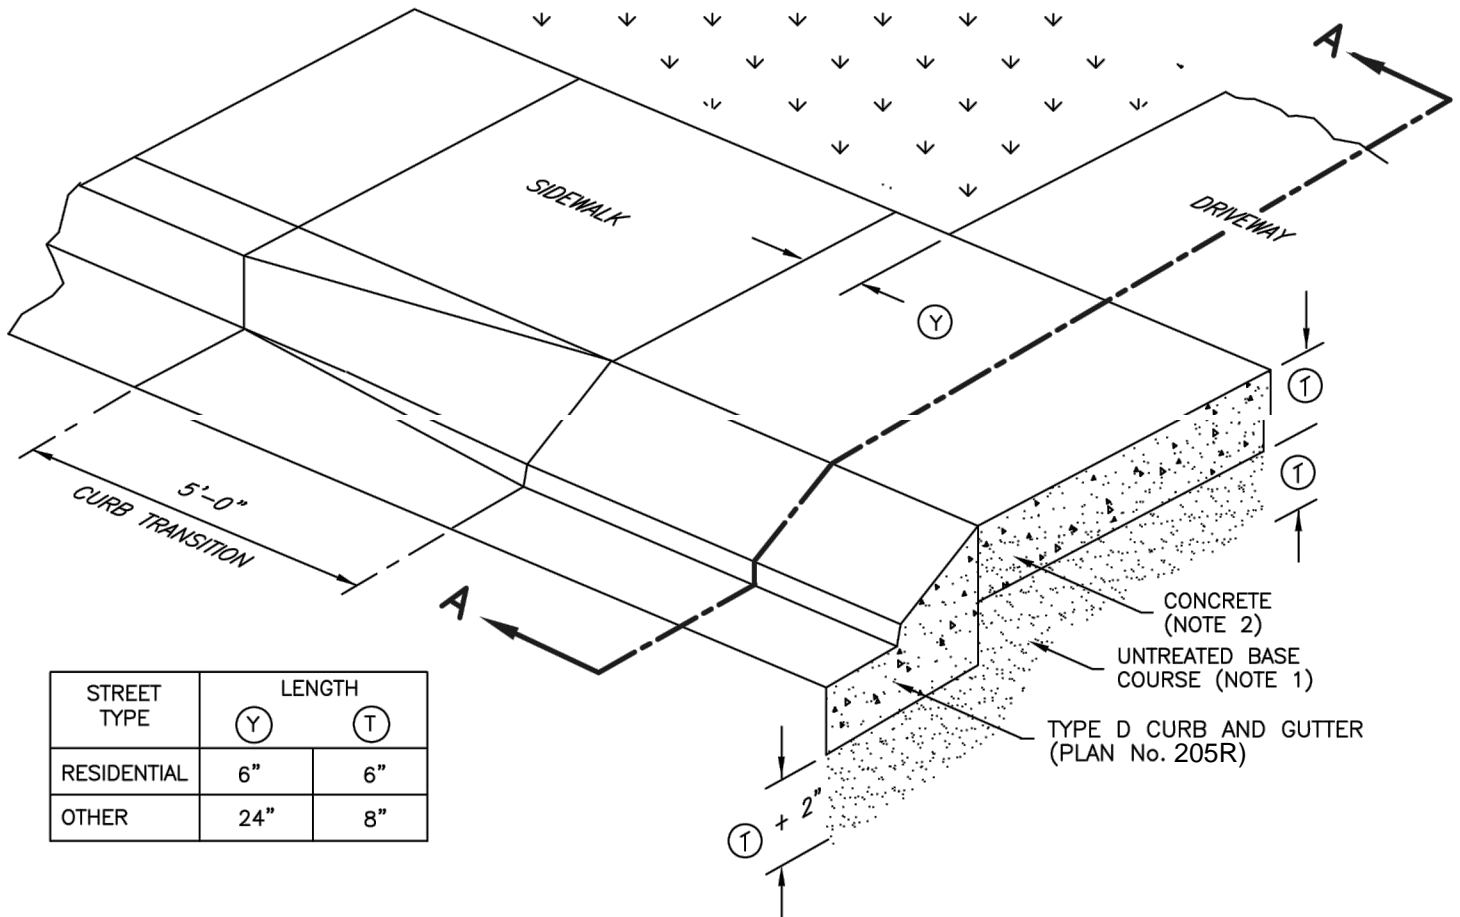 A
SIDEWALK
DRIVEWAY
Y
T
T
5'-0"
CURB TRANSITION
A
CONCRETE
(NOTE 2)
UNTREATED BASE
COURSE (NOTE 1)
TYPE D CURB AND GUTTER
(PLAN No. 205R)
T + 2"
STREET TYPE LENGTH
Y T
RESIDENTIAL 6" 6"
OTHER 24" 8"